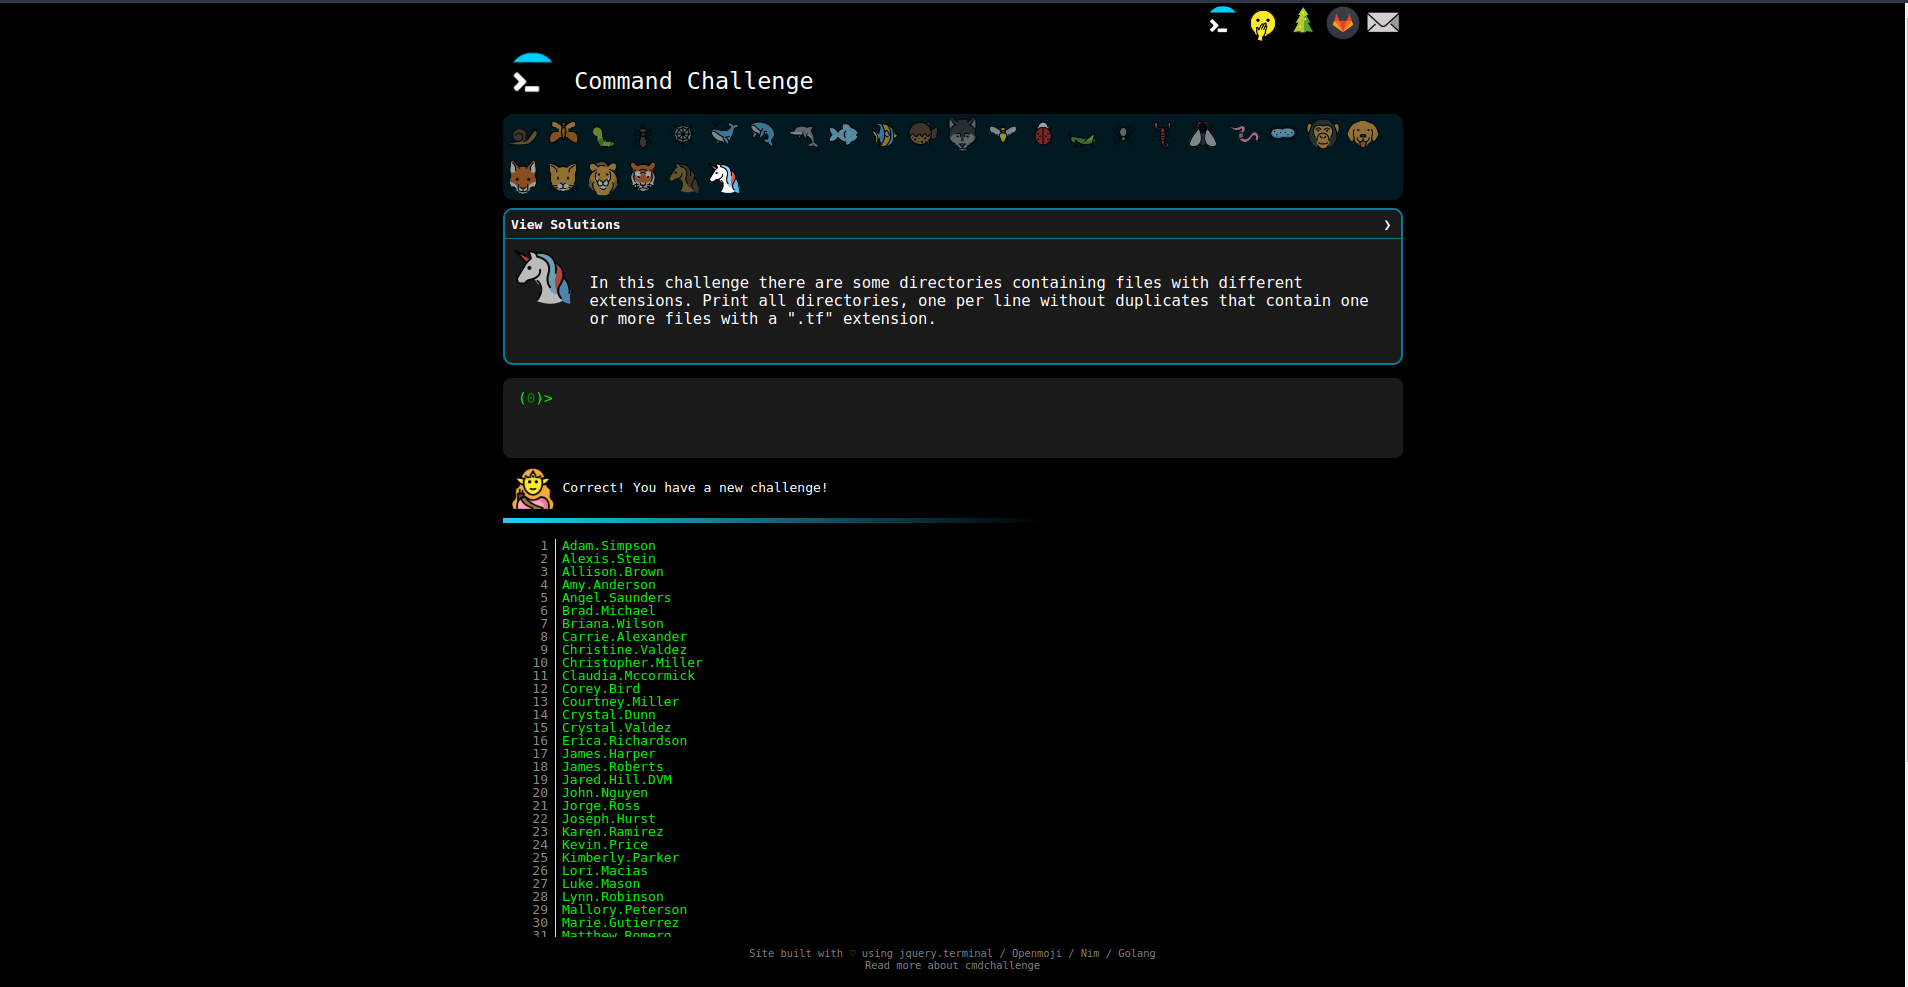 Command Challenge
View Solutions ❯
In this challenge there are some directories containing files with different
extensions. Print all directories, one per line without duplicates that contain one
or more files with a ".tf" extension.
(0)>
Correct! You have a new challenge!
1 Adam.Simpson
2 Alexis.Stein
3 Allison.Brown
4 Amy.Anderson
5 Angel.Saunders
6 Brad.Michael
7 Briana.Wilson
8 Carrie.Alexander
9 Christine.Valdez
10 Christopher.Miller
11 Claudia.Mccormick
12 Corey.Bird
13 Courtney.Miller
14 Crystal.Dunn
15 Crystal.Valdez
16 Erica.Richardson
17 James.Harper
18 James.Roberts
19 Jared.Hill.DVM
20 John.Nguyen
21 Jorge.Ross
22 Joseph.Hurst
23 Karen.Ramirez
24 Kevin.Price
25 Kimberly.Parker
26 Lori.Macias
27 Luke.Mason
28 Lynn.Robinson
29 Mallory.Peterson
30 Marie.Gutierrez
31 Matthew.Romero
Site built with ♡ using jquery.terminal / Openmoji / Nim / Golang
Read more about cmdchallenge